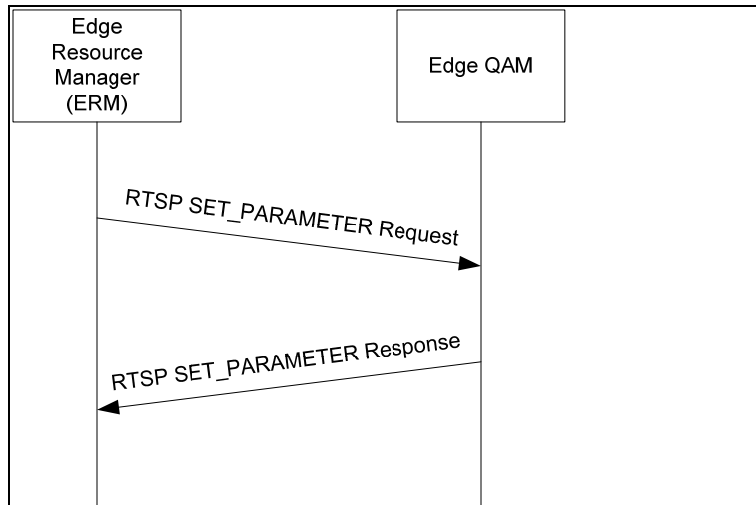 Edge
Resource
Manager
(ERM)
Edge QAM
RTSP SET_PARAMETER Request
RTSP SET_PARAMETER Response